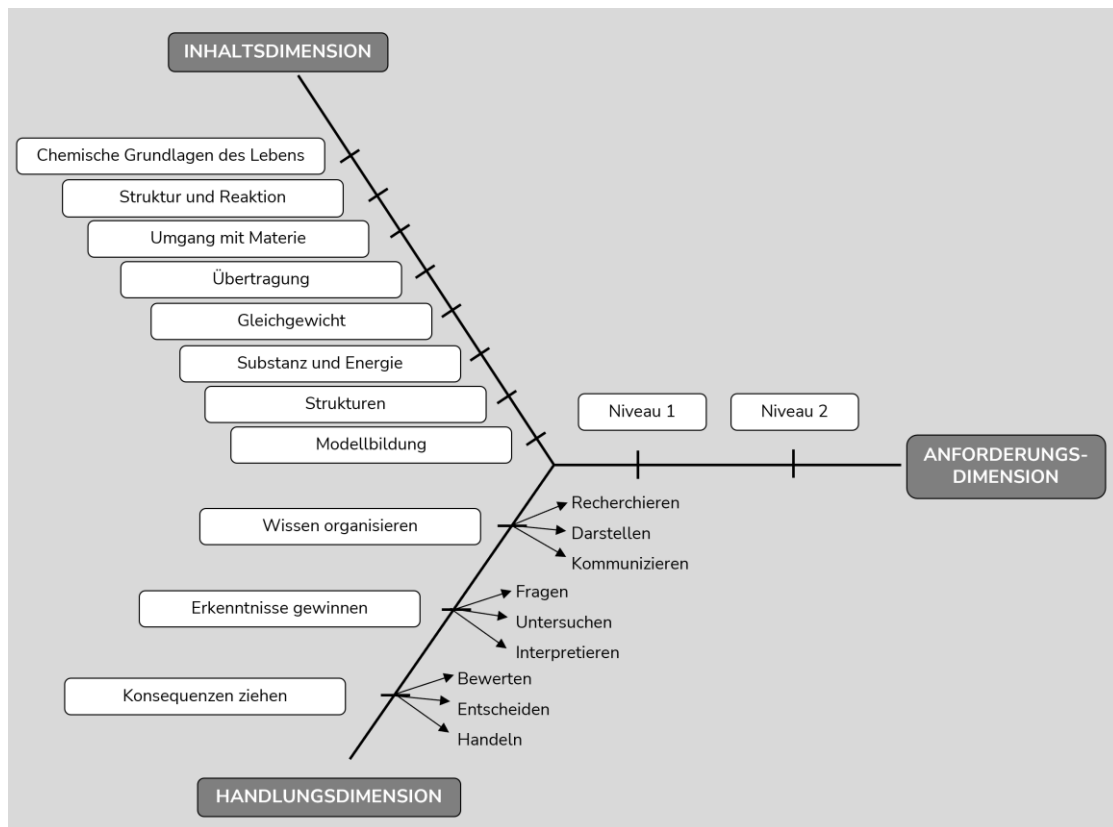 INHALTSDIMENSION
Chemische Grundlagen des Lebens
Struktur und Reaktion
Umgang mit Materie
Übertragung
Gleichgewicht
Substanz und Energie
Strukturen
Modellbildung
Niveau 1
Niveau 2
ANFORDERUNGS-
DIMENSION
Wissen organisieren
Recherchieren
Darstellen
Kommunizieren
Erkenntnisse gewinnen
Fragen
Untersuchen
Interpretieren
Konsequenzen ziehen
Bewerten
Entscheiden
Handeln
HANDLUNGSDIMENSION